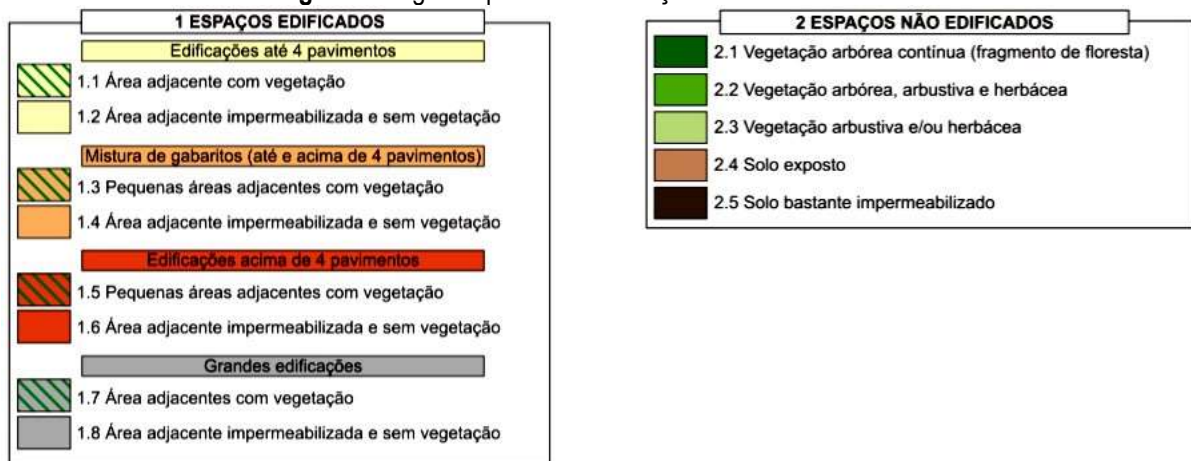 1 ESPAÇOS EDIFICADOS
Edificações até 4 pavimentos
1.1 Área adjacente com vegetação
1.2 Área adjacente impermeabilizada e sem vegetação
Mistura de gabaritos (até e acima de 4 pavimentos)
1.3 Pequenas áreas adjacentes com vegetação
1.4 Área adjacente impermeabilizada e sem vegetação
Edificações acima de 4 pavimentos
1.5 Pequenas áreas adjacentes com vegetação
1.6 Área adjacente impermeabilizada e sem vegetação
Grandes edificações
1.7 Área adjacentes com vegetação
1.8 Área adjacente impermeabilizada e sem vegetação
2 ESPAÇOS NÃO EDIFICADOS
2.1 Vegetação arbórea contínua (fragmento de floresta)
2.2 Vegetação arbórea, arbustiva e herbácea
2.3 Vegetação arbustiva e/ou herbácea
2.4 Solo exposto
2.5 Solo bastante impermeabilizado